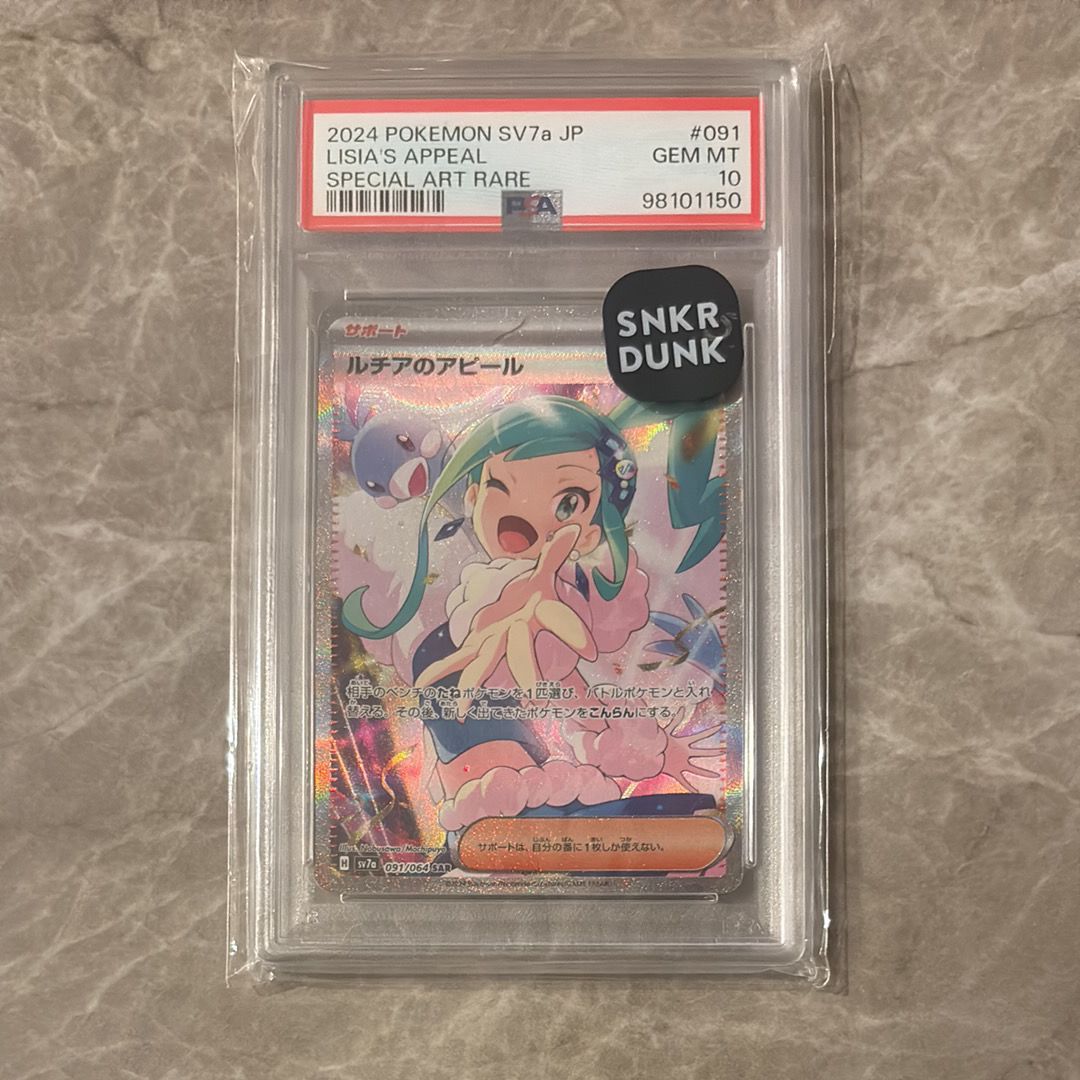 2024 POKEMON SV7a JP #091
LISIA'S APPEAL GEM MT
SPECIAL ART RARE 10
98101150
PSA
SNKR
DUNK
サポート
ルチアのアピール
相手のベンチのたねポケモンを1匹選び、バトルポケモンと入れ
替える。その後、新しく出てきたポケモンをこんらんにする。
サポートは、自分の番に1枚しか使えない。
Illus. Nobusawa/Mochipuyo
H sv7a 091/064 SAR